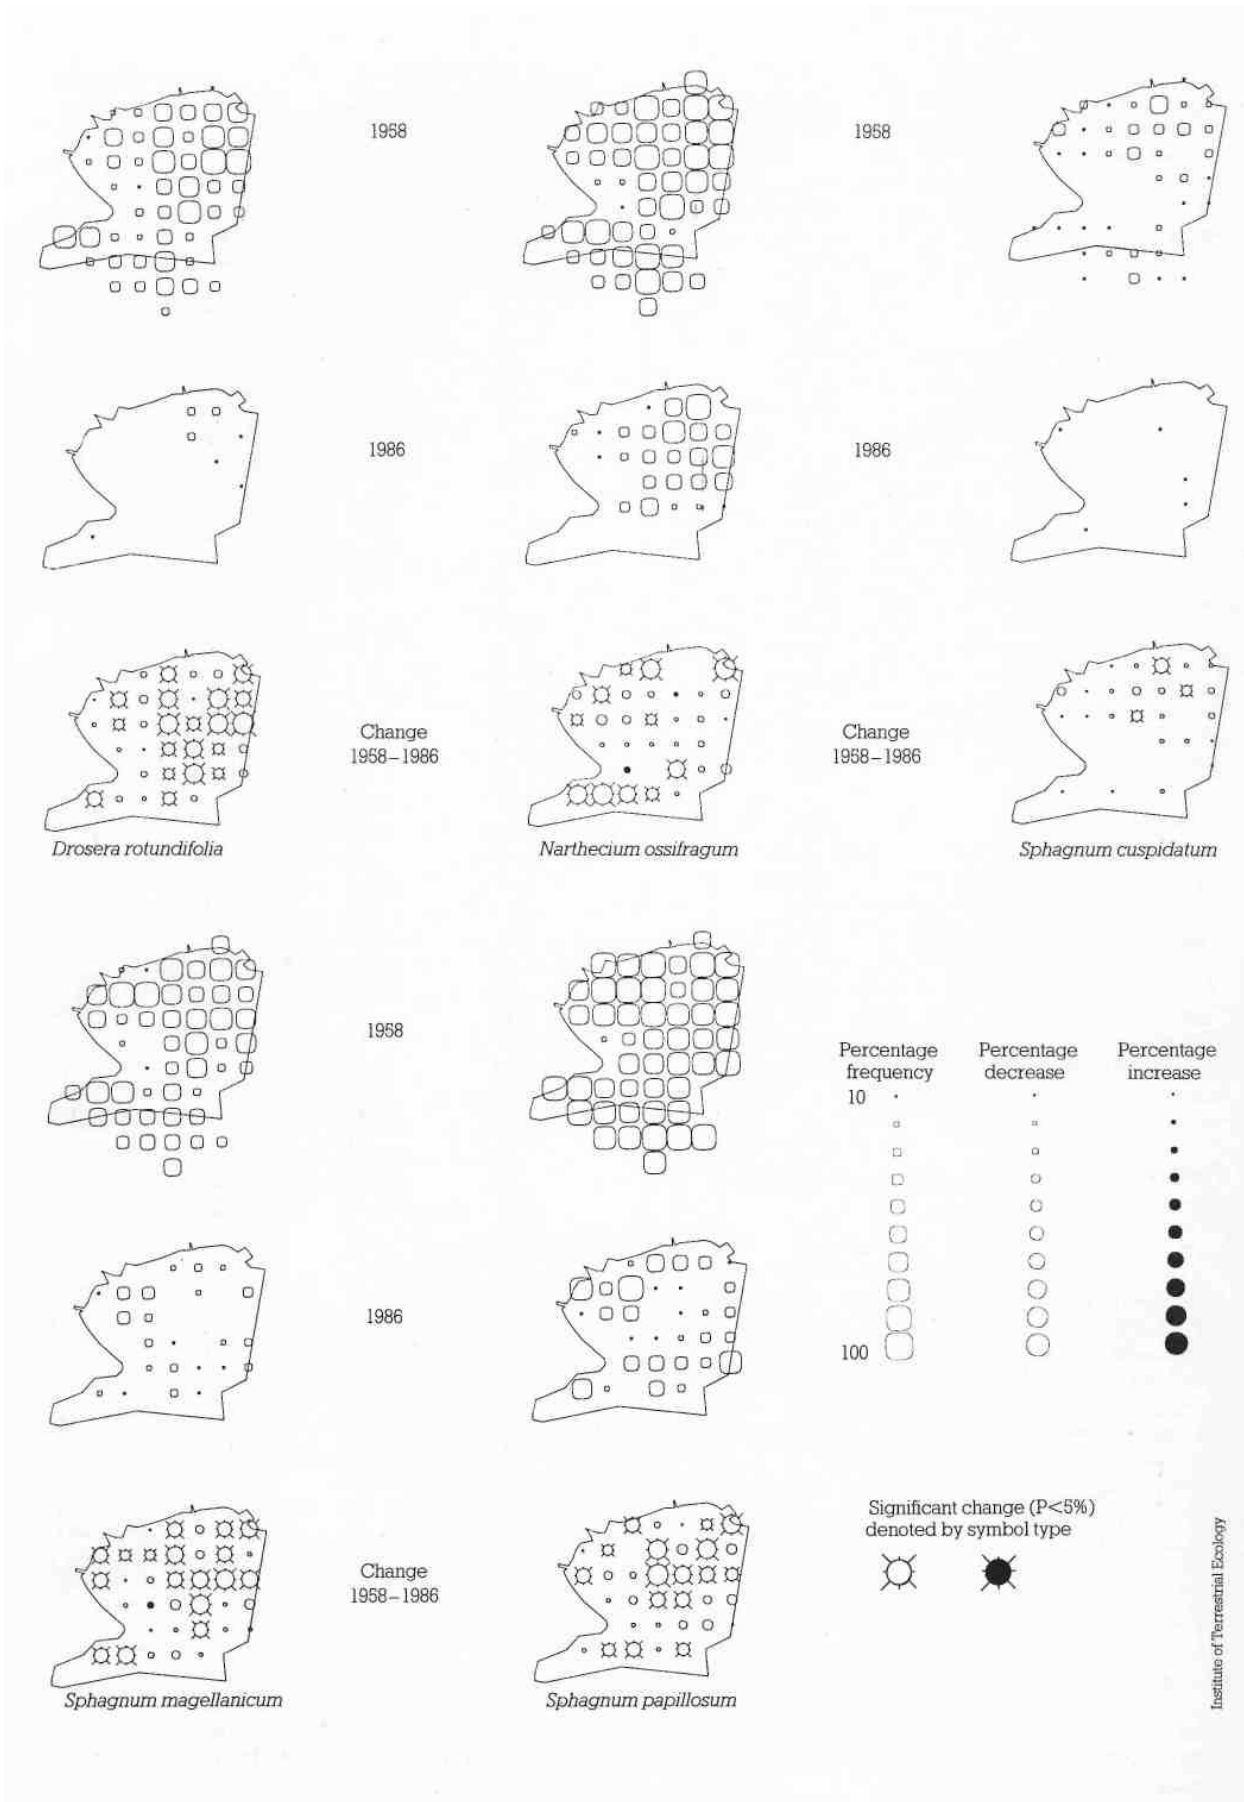 1958
1958
1986
1986
Change
1958–1986
Change
1958–1986
Drosera rotundifolia
Narthecium ossifragum
Sphagnum cuspidatum
1958
Percentage
frequency
Percentage
decrease
Percentage
increase
10
1986
100
Significant change (P<5%)
denoted by symbol type
Change
1958–1986
Sphagnum magellanicum
Sphagnum papillosum
Institute of Terrestrial Ecology